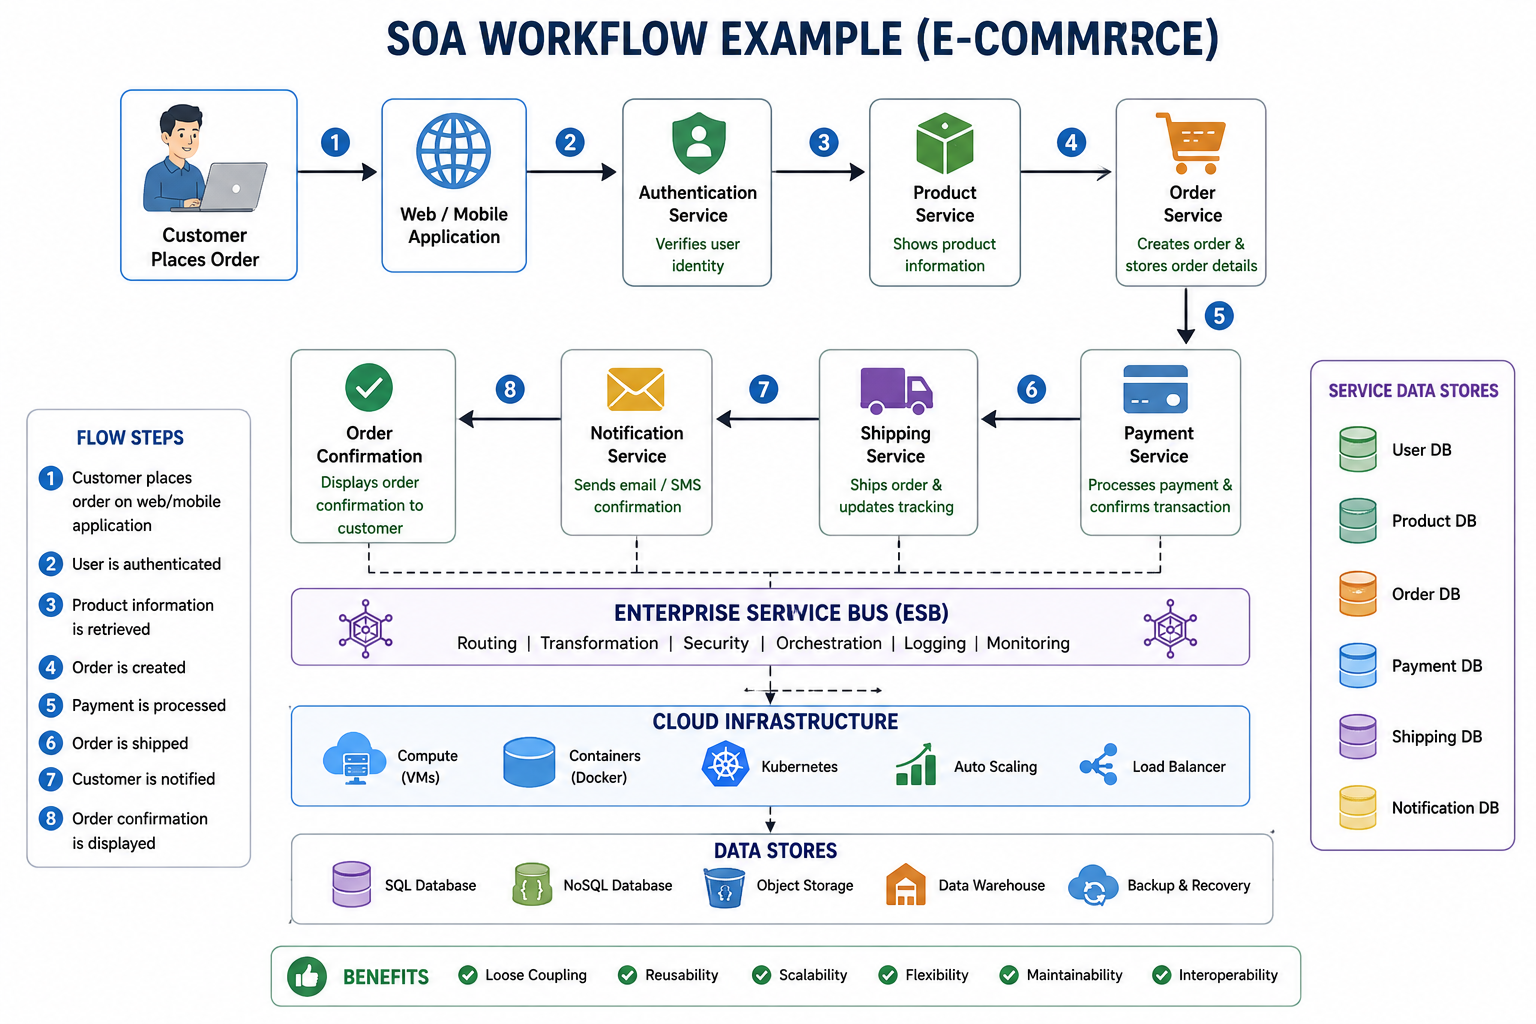 SOA WORKFLOW EXAMPLE (E-COMMRRCE)
1
2
3
4
Customer
Places Order
Web / Mobile
Application
Authentication
Service
Verifies user
identity
Product
Service
Shows product
information
Order
Service
Creates order &
stores order details
5
8
7
6
Order
Confirmation
Displays order
confirmation to
customer
Notification
Service
Sends email / SMS
confirmation
Shipping
Service
Ships order &
updates tracking
Payment
Service
Processes payment &
confirms transaction
FLOW STEPS
1 Customer places
order on web/mobile
application
2 User is authenticated
3 Product information
is retrieved
4 Order is created
5 Payment is processed
6 Order is shipped
7 Customer is notified
8 Order confirmation
is displayed
SERVICE DATA STORES
User DB
Product DB
Order DB
Payment DB
Shipping DB
Notification DB
ENTERPRISE SERVICE BUS (ESB)
Routing | Transformation | Security | Orchestration | Logging | Monitoring
CLOUD INFRASTRUCTURE
Compute
(VMs)
Containers
(Docker)
Kubernetes
Auto Scaling
Load Balancer
DATA STORES
SQL Database
{ } NoSQL Database
Object Storage
Data Warehouse
Backup & Recovery
BENEFITS
Loose Coupling
Reusability
Scalability
Flexibility
Maintainability
Interoperability